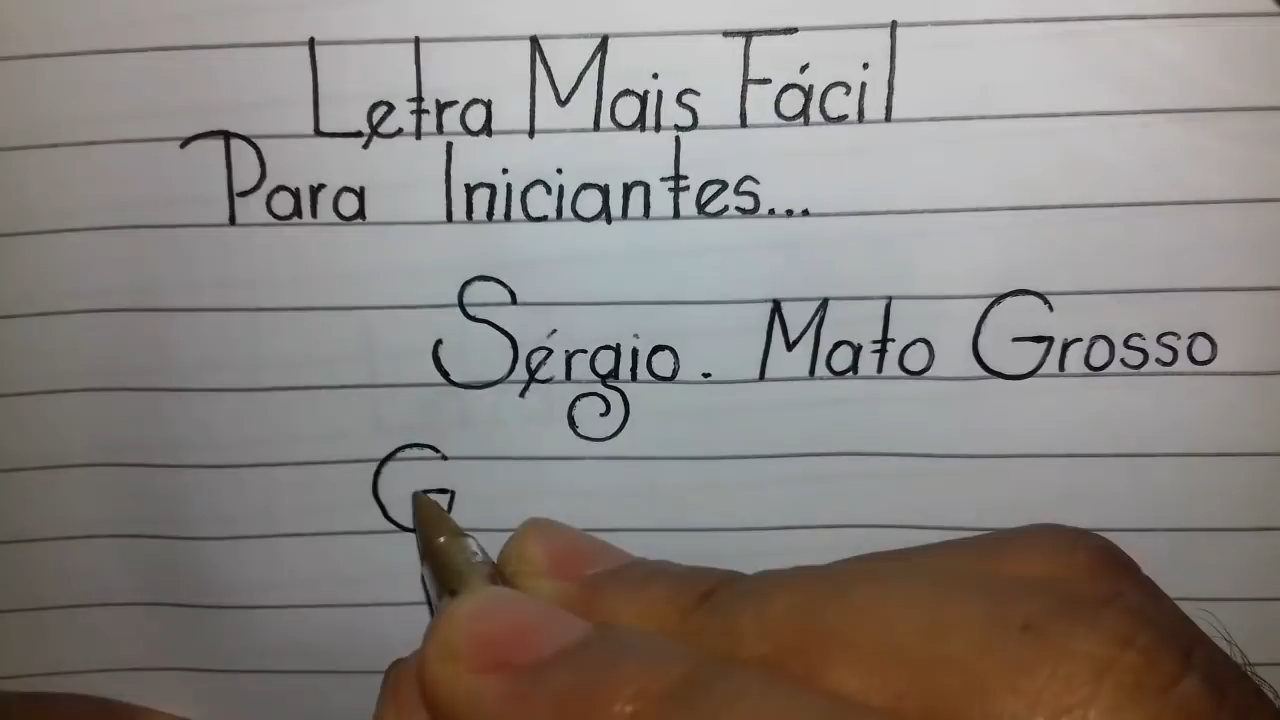 Letra Mais Fácil
Para Iniciantes...
Sérgio. Mato Grosso
G